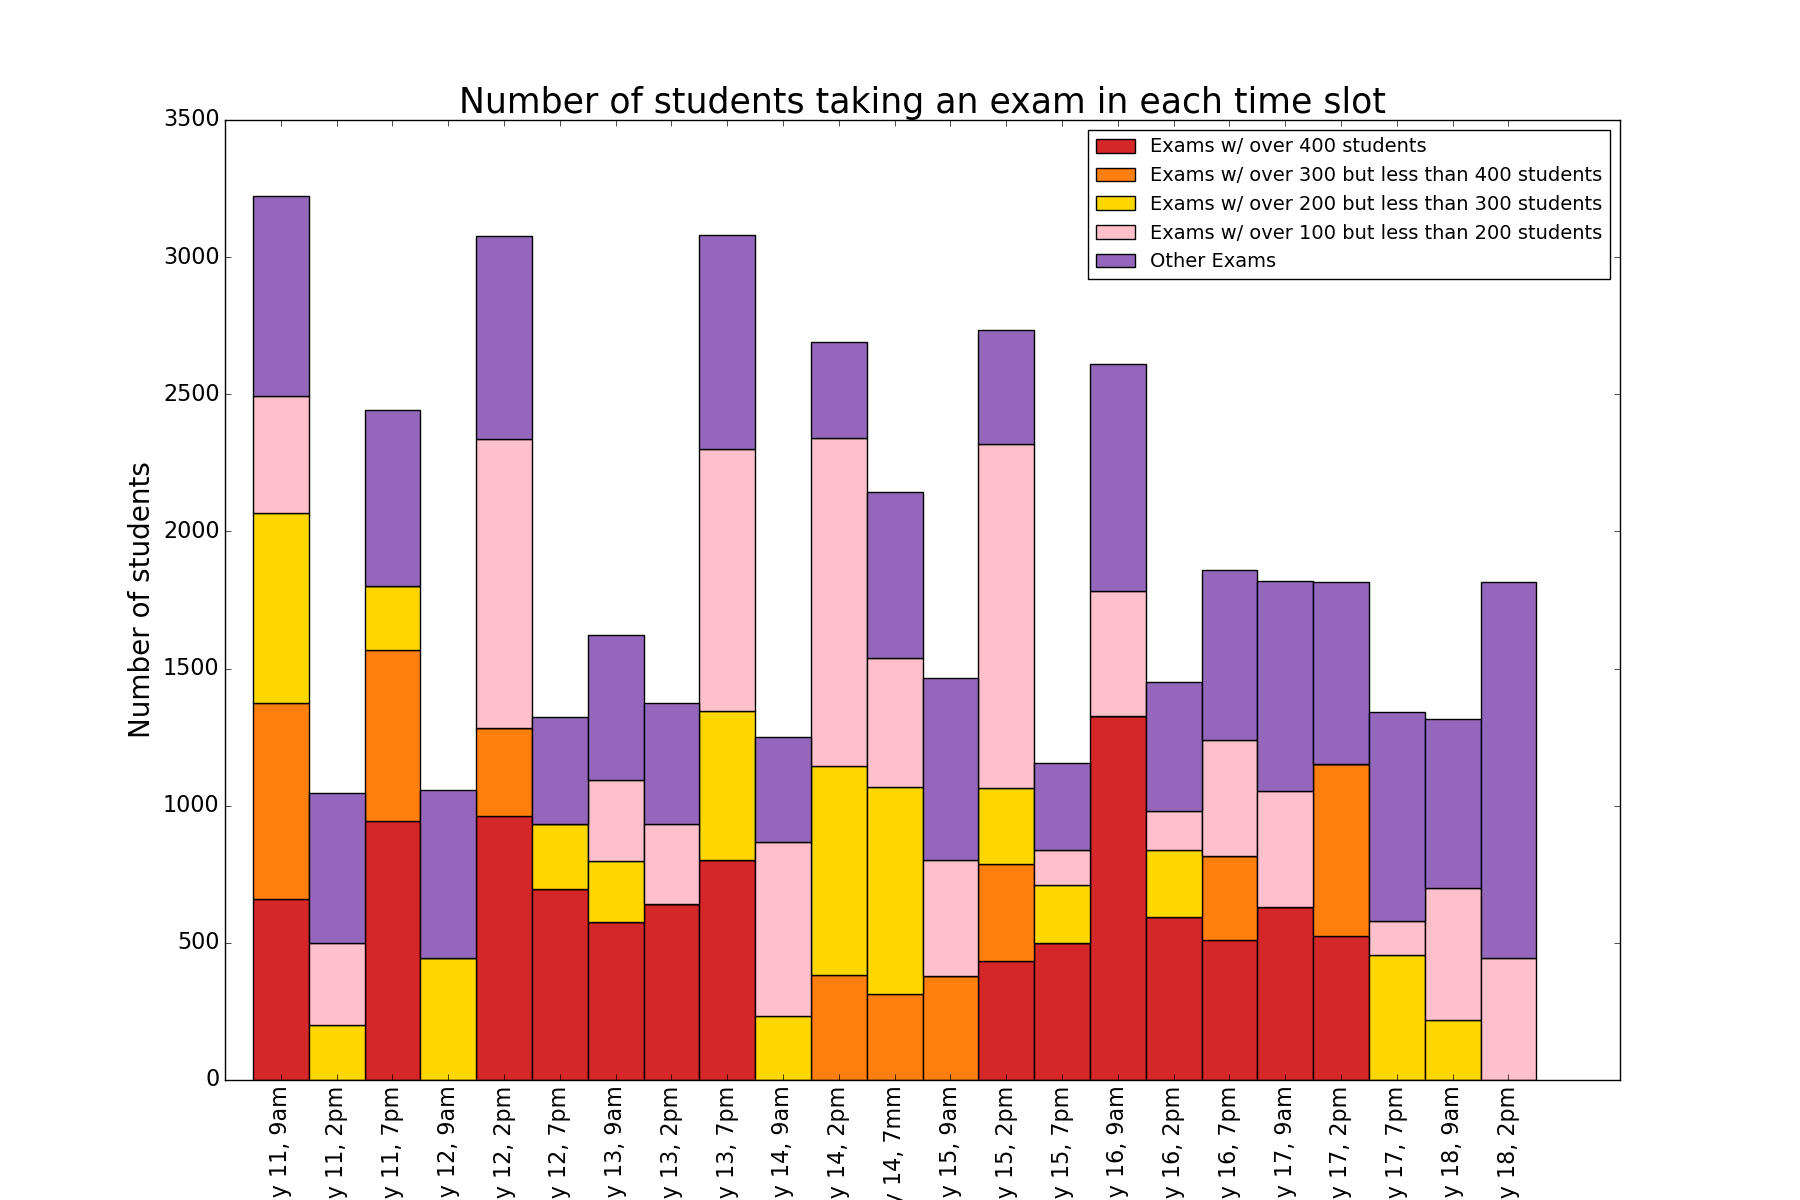 Number of students taking an exam in each time slot
Number of students
3500
3000
2500
2000
1500
1000
500
0
Exams w/ over 400 students
Exams w/ over 300 but less than 400 students
Exams w/ over 200 but less than 300 students
Exams w/ over 100 but less than 200 students
Other Exams
y 11, 9am
y 11, 2pm
y 11, 7pm
y 12, 9am
y 12, 2pm
y 12, 7pm
y 13, 9am
y 13, 2pm
y 13, 7pm
y 14, 9am
y 14, 2pm
y 14, 7mm
y 15, 9am
y 15, 2pm
y 15, 7pm
y 16, 9am
y 16, 2pm
y 16, 7pm
y 17, 9am
y 17, 2pm
y 17, 7pm
y 18, 9am
y 18, 2pm